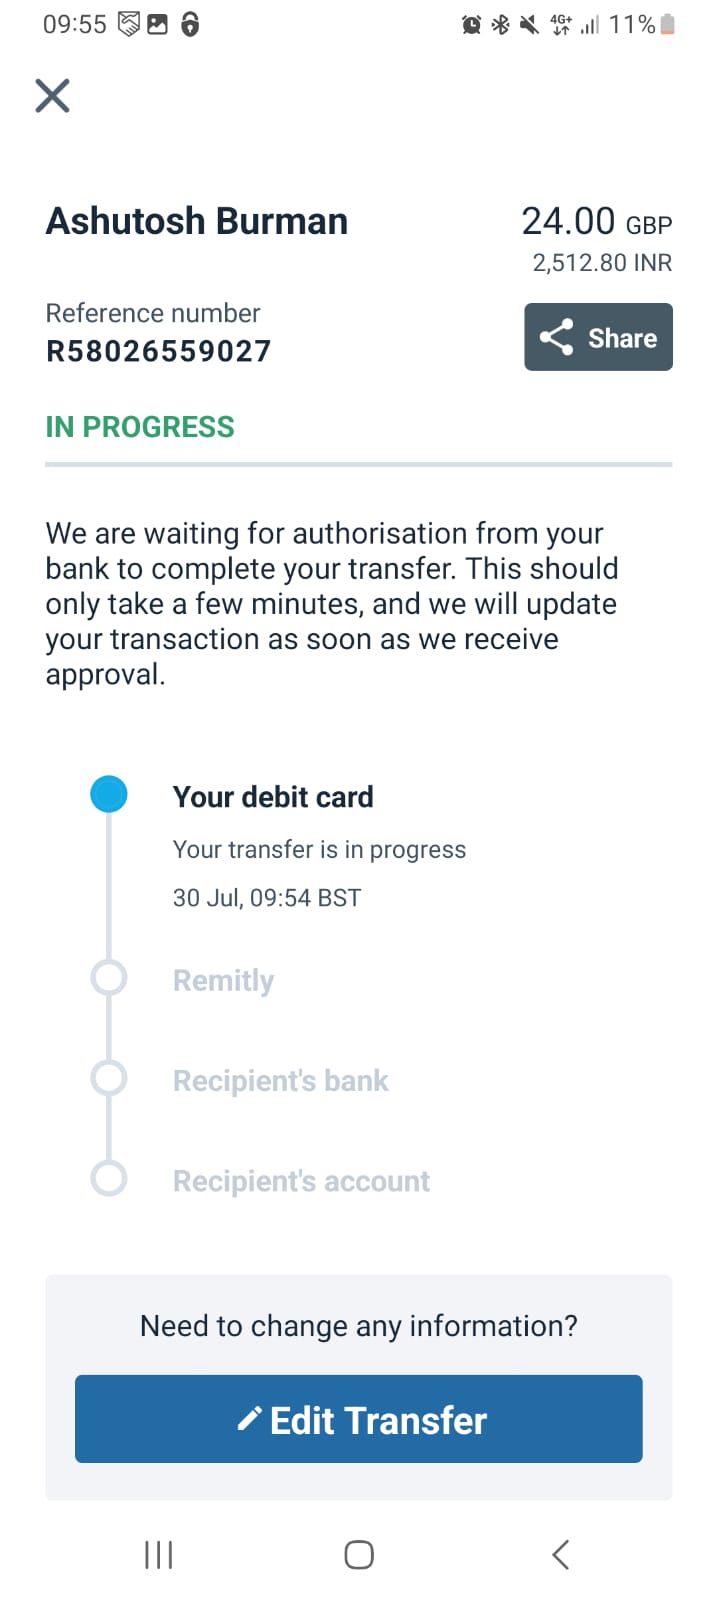 09:55 4G+ 11%
Ashutosh Burman 24.00 GBP
2,512.80 INR
Reference number
R58026559027 Share
IN PROGRESS
We are waiting for authorisation from your
bank to complete your transfer. This should
only take a few minutes, and we will update
your transaction as soon as we receive
approval.
Your debit card
Your transfer is in progress
30 Jul, 09:54 BST
Remitly
Recipient's bank
Recipient's account
Need to change any information?
Edit Transfer